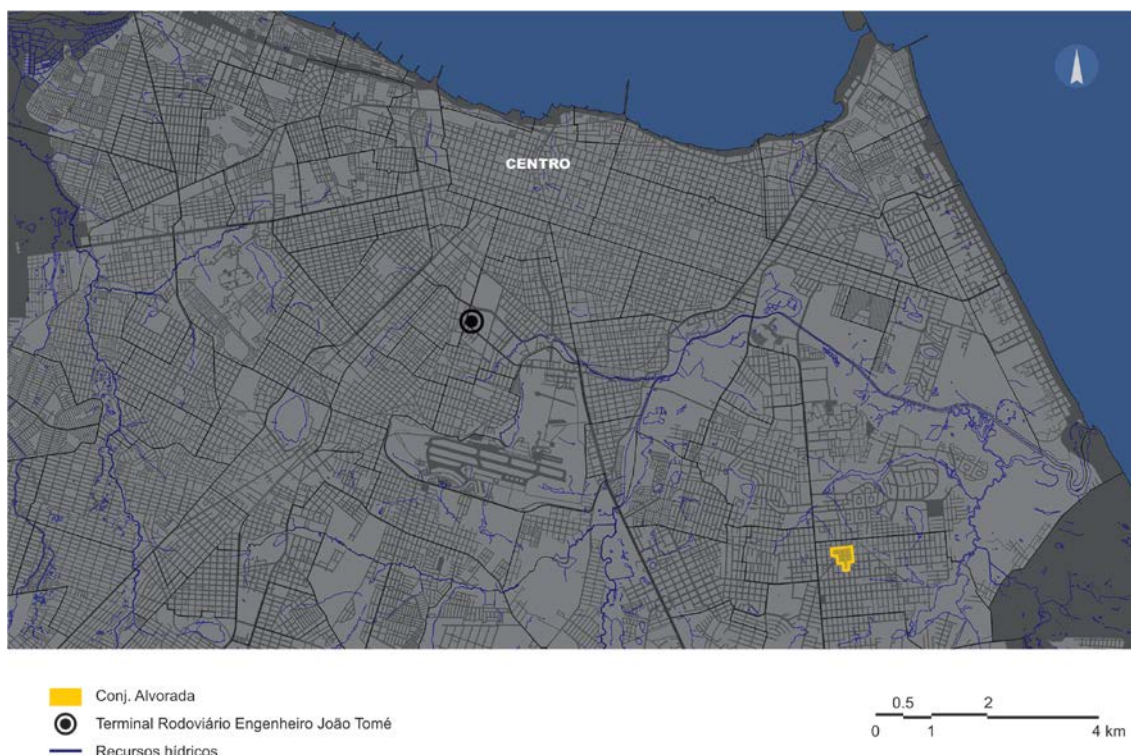 CENTRO
Conj. Alvorada
Terminal Rodoviário Engenheiro João Tomé
Recursos hídricos
0.5 2
0 1 4 km